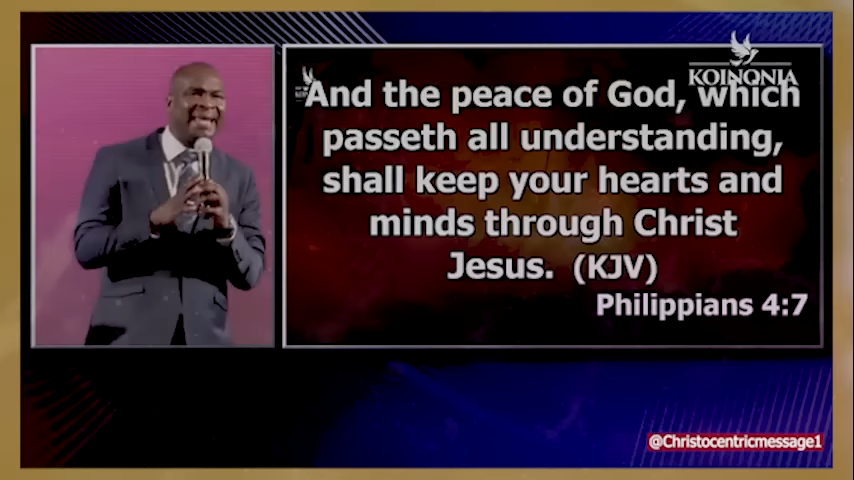 KOINONIA
And the peace of God, which
passeth all understanding,
shall keep your hearts and
minds through Christ
Jesus. (KJV)
Philippians 4:7
@Christocentricmessage1